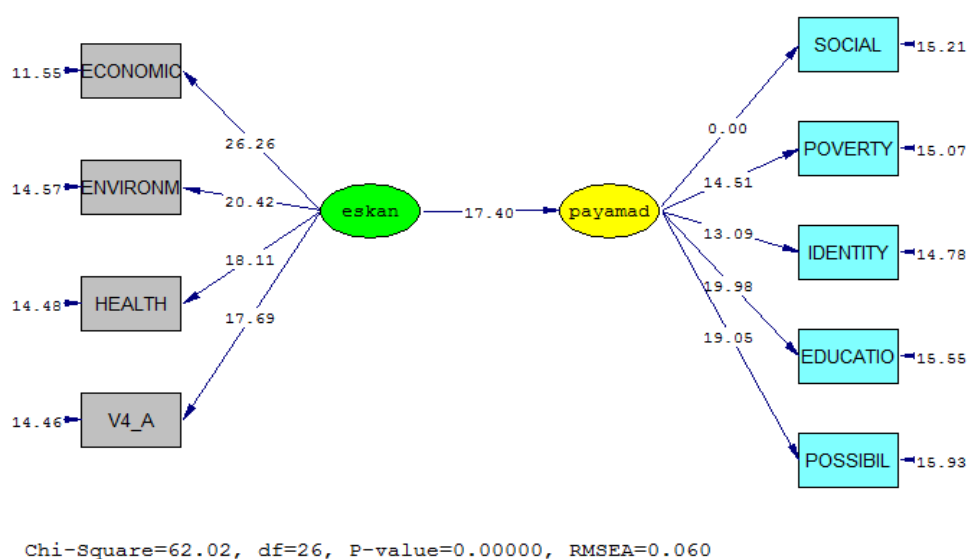 SOCIAL
15.21
11.55
ECONOMIC
0.00
26.26
POVERTY
15.07
14.51
14.57
ENVIRONM
20.42
eskan
17.40
payamad
13.09
IDENTITY
14.78
18.11
19.98
14.48
HEALTH
17.69
19.05
EDUCATIO
15.55
14.46
V4_A
POSSIBIL
15.93
Chi-Square=62.02, df=26, P-value=0.00000, RMSEA=0.060